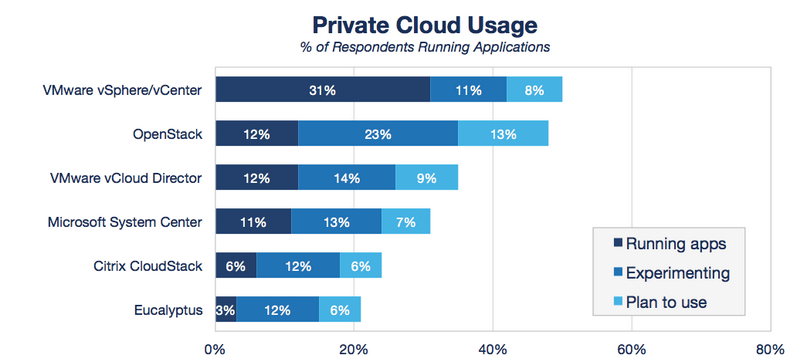 Private Cloud Usage
% of Respondents Running Applications
VMware vSphere/vCenter 31% 11% 8%
OpenStack 12% 23% 13%
VMware vCloud Director 12% 14% 9%
Microsoft System Center 11% 13% 7%
Citrix CloudStack 6% 12% 6%
Eucalyptus 3% 12% 6%
Running apps
Experimenting
Plan to use
0% 20% 40% 60% 80%